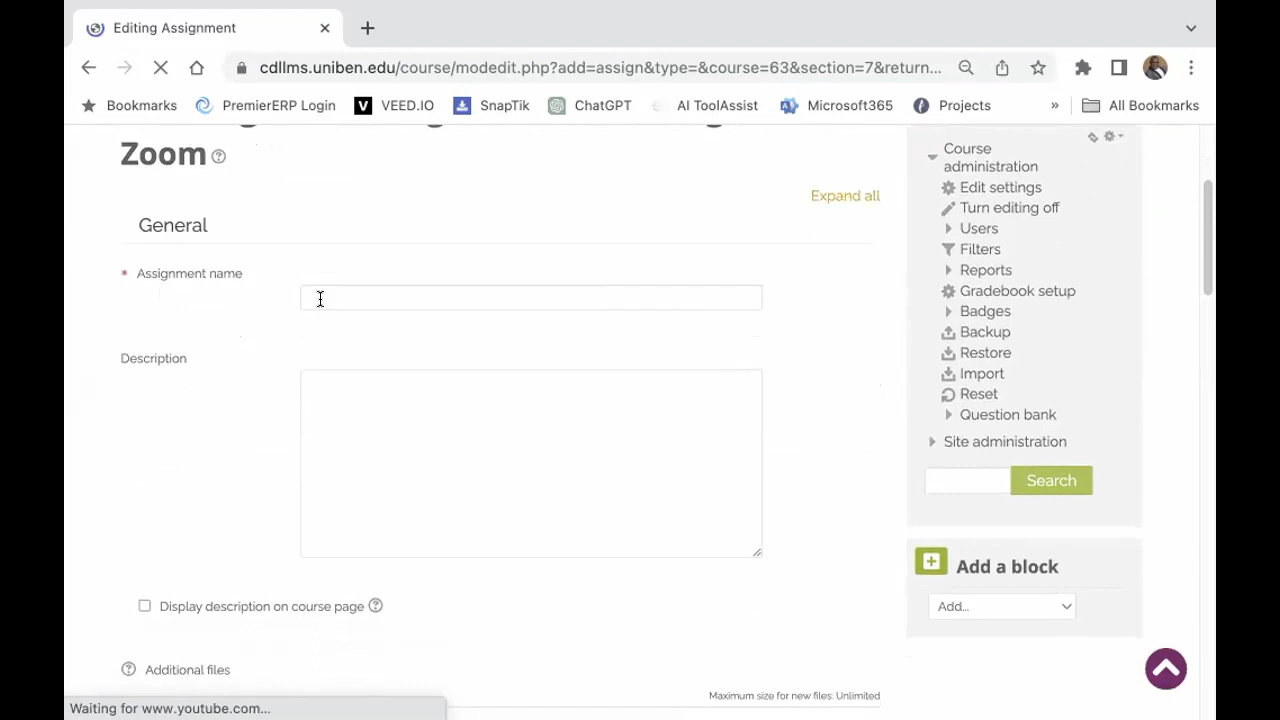 Editing Assignment
cdllms.uniben.edu/course/modedit.php?add=assign&type=&course=63&section=7&return...
Bookmarks
PremierERP Login
VEED.IO
SnapTik
ChatGPT
AI ToolAssist
Microsoft365
Projects
»
All Bookmarks
Zoom
Expand all
General
* Assignment name
Description
Display description on course page
Additional files
Maximum size for new files: Unlimited
Course
administration
Edit settings
Turn editing off
Users
Filters
Reports
Gradebook setup
Badges
Backup
Restore
Import
Reset
Question bank
Site administration
Search
Add a block
Add...
Waiting for www.youtube.com...